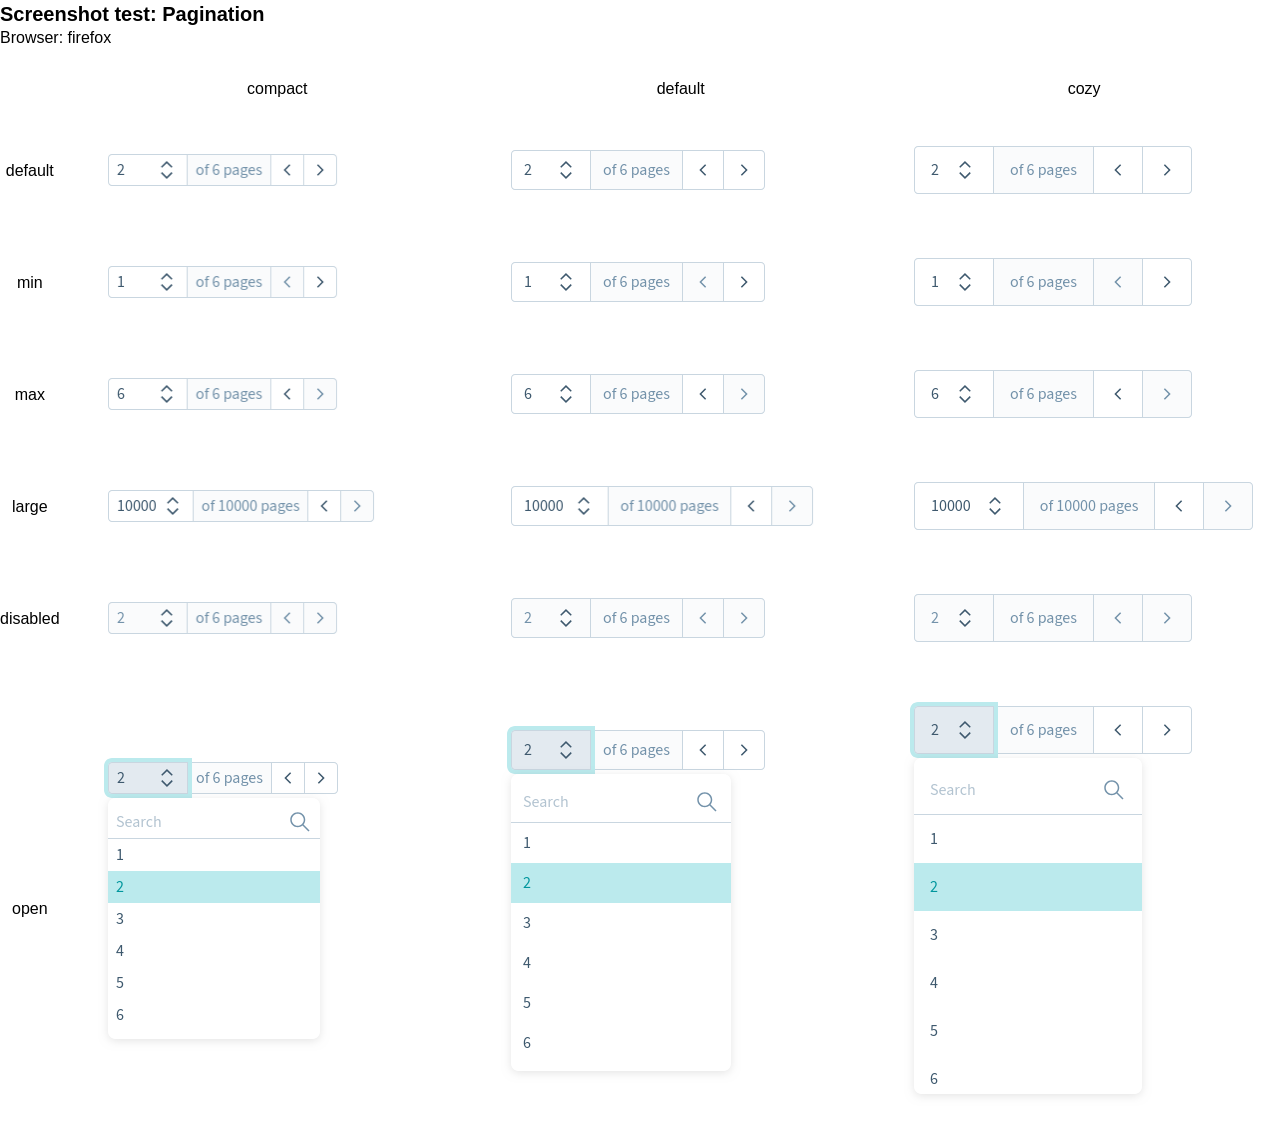 Screenshot test: Pagination
Browser: firefox
compact default cozy
default 2 of 6 pages 2 of 6 pages 2 of 6 pages
min 1 of 6 pages 1 of 6 pages 1 of 6 pages
max 6 of 6 pages 6 of 6 pages 6 of 6 pages
large 10000 of 10000 pages 10000 of 10000 pages 10000 of 10000 pages
disabled 2 of 6 pages 2 of 6 pages 2 of 6 pages
open
2 of 6 pages
Search
1
2
3
4
5
6
2 of 6 pages
Search
1
2
3
4
5
6
2 of 6 pages
Search
1
2
3
4
5
6